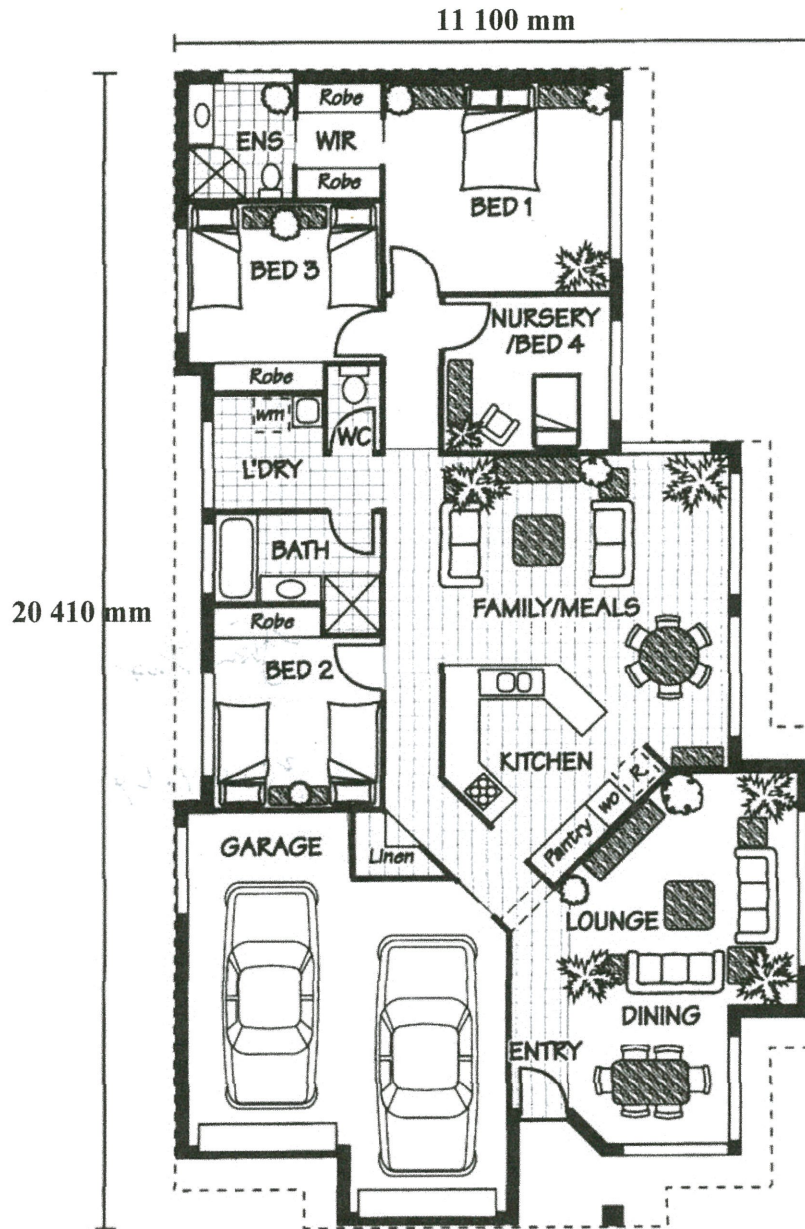 11 100 mm
Robe
ENS
WIR
Robe
BED 1
BED 3
NURSERY
/BED 4
Robe
wm
WC
L'DRY
BATH
20 410 mm
FAMILY/MEALS
Robe
BED 2
KITCHEN
R.
WO
Pantry
GARAGE
Linen
LOUNGE
DINING
ENTRY